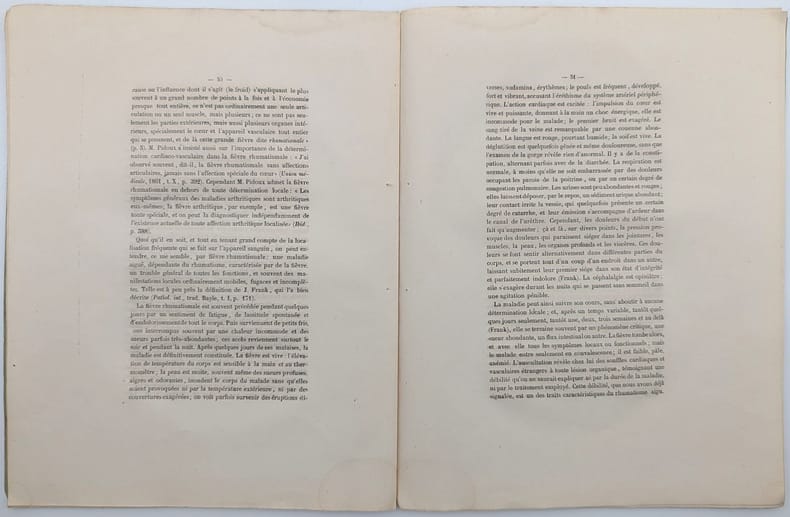 cause ou l'influence dont il s'agit (le froid) s'appliquant le plus
souvent à un grand nombre de points à la fois et à l'économie
presque tout entière, ce n'est pas ordinairement une seule arti-
culation ou un seul muscle, mais plusieurs; ce ne sont pas seu-
lement les parties extérieures, mais aussi plusieurs organes inté-
rieurs, spécialement le cœur et l'appareil vasculaire tout entier
qui se prennent, et de là cette grande fièvre dite rhumatismale »
(p. 5). M. Pidoux a insisté aussi sur l'importance de la détermi-
nation cardiaco-vasculaire dans la fièvre rhumatismale : « J'ai
observé souvent, dit-il, la fièvre rhumatismale sans affections
articulaires, jamais sans l'affection spéciale du cœur» (Union mé-
dicale, 1861, t. X, p. 392). Cependant M. Pidoux admet la fièvre
rhumatismale en dehors de toute détermination locale : « Les
symptômes généraux des maladies arthritiques sont arthritiques
eux-mêmes; la fièvre arthritique, par exemple, est une fièvre
toute spéciale, et on peut la diagnostiquer indépendamment de
l'existence actuelle de toute affection arthritique localisée» (Ibid.,
p. 388).
Quoi qu'il en soit, et tout en tenant grand compte de la loca-
lisation fréquente qui se fait sur l'appareil sanguin, on peut en-
tendre, ce me semble, par fièvre rhumatismale; une maladie
aiguë, dépendante du rhumatisme, caractérisée par de la fièvre,
un trouble général de toutes les fonctions, et souvent des ma-
nifestations locales ordinairement mobiles, fugaces et incomplè-
tes. Telle est à peu près la définition de J. Frank, qui l'a bien
décrite (Pathol. int., trad. Bayle, t. I, p. 171).
La fièvre rhumatismale est souvent précédée pendant quelques
jours par un sentiment de fatigue, de lassitude spontanée et
d'endolorissement de tout le corps. Puis surviennent de petits fris-
sons interrompus souvent par une chaleur incommode et des
sueurs parfois très-abondantes; ces accès reviennent surtout le
soir et pendant la nuit. Après quelques jours de ces malaises, la
maladie est définitivement constituée. La fièvre est vive : l'éléva-
tion de température du corps est sensible à la main et au ther-
momètre; la peau est moite, souvent même des sueurs profuses,
aigres et odorantes, inondent le corps du malade sans qu'elles
soient provoquées ni par la température extérieure, ni par des
couvertures exagérées; on voit parfois survenir des éruptions di-
— 31 —
verses, sudamina, érythèmes; le pouls est fréquent, développé,
fort et vibrant, accusant l'éréthisme du système artériel périphé-
rique. L'action cardiaque est excitée : l'impulsion du cœur est
vive et puissante, donnant à la main un choc énergique, elle est
incommode pour le malade; le premier bruit est exagéré. Le
sang tiré de la veine est remarquable par une couenne abon-
dante. La langue est rouge, pourtant humide; la soif est vive. La
déglutition est quelquefois gênée et même douloureuse, sans que
l'examen de la gorge révèle rien d'anormal. Il y a de la consti-
pation, alternant parfois avec de la diarrhée. La respiration est
normale, à moins qu'elle ne soit embarrassée par des douleurs
occupant les parois de la poitrine, ou par un certain degré de
congestion pulmonaire. Les urines sont peu abondantes et rouges;
elles laissent déposer, par le repos, un sédiment urique abondant;
leur contact irrite la vessie, qui quelquefois présente un certain
degré de catarrhe, et leur émission s'accompagne d'ardeur dans
le canal de l'urèthre. Cependant, les douleurs du début n'ont
fait qu'augmenter; çà et là, sur divers points, la pression pro-
voque des douleurs qui paraissent siéger dans les jointures, les
muscles, la peau; les organes profonds et les viscères. Ces dou-
leurs se font sentir alternativement dans différentes parties du
corps, et se portent tout d'un coup d'un endroit dans un autre,
laissant subitement leur premier siége dans son état d'intégrité
et parfaitement indolore (Frank). La céphalalgie est opiniâtre;
elle s'exagère durant les nuits qui se passent sans sommeil dans
une agitation pénible.
La maladie peut ainsi suivre son cours, sans aboutir à aucune
détermination locale; et, après un temps variable, tantôt quel-
ques jours seulement, tantôt une, deux, trois semaines et au delà
(Frank), elle se termine souvent par un phénomène critique, une
sueur abondante, un flux intestinal ou autre. La fièvre tombe alors,
et avec elle tous les symptômes locaux ou fonctionnels; mais
le malade entre seulement en convalescence; il est faible, pâle,
anémié. L'auscultation révèle chez lui des souffles cardiaques et
vasculaires étrangers à toute lésion organique, témoignant une
débilité qu'on ne saurait expliquer ni par la durée de la maladie,
ni par le traitement employé. Cette débilité, que nous avons déjà
signalée, est un des traits caractéristiques du rhumatisme aigu.